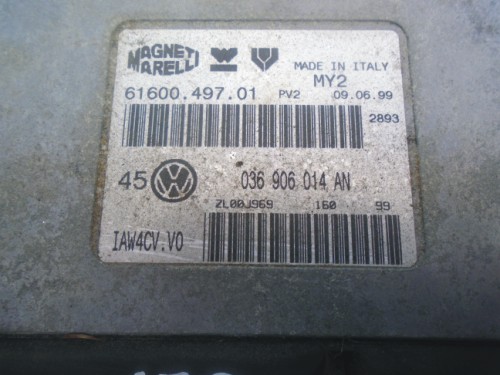 MAGNETI MARELLI
MADE IN ITALY
MY2
61600.497.01 PV2 09.06.99
2893
45 VW 036 906 014 AN
ZL00J969 160 99
IAW4CV.V0